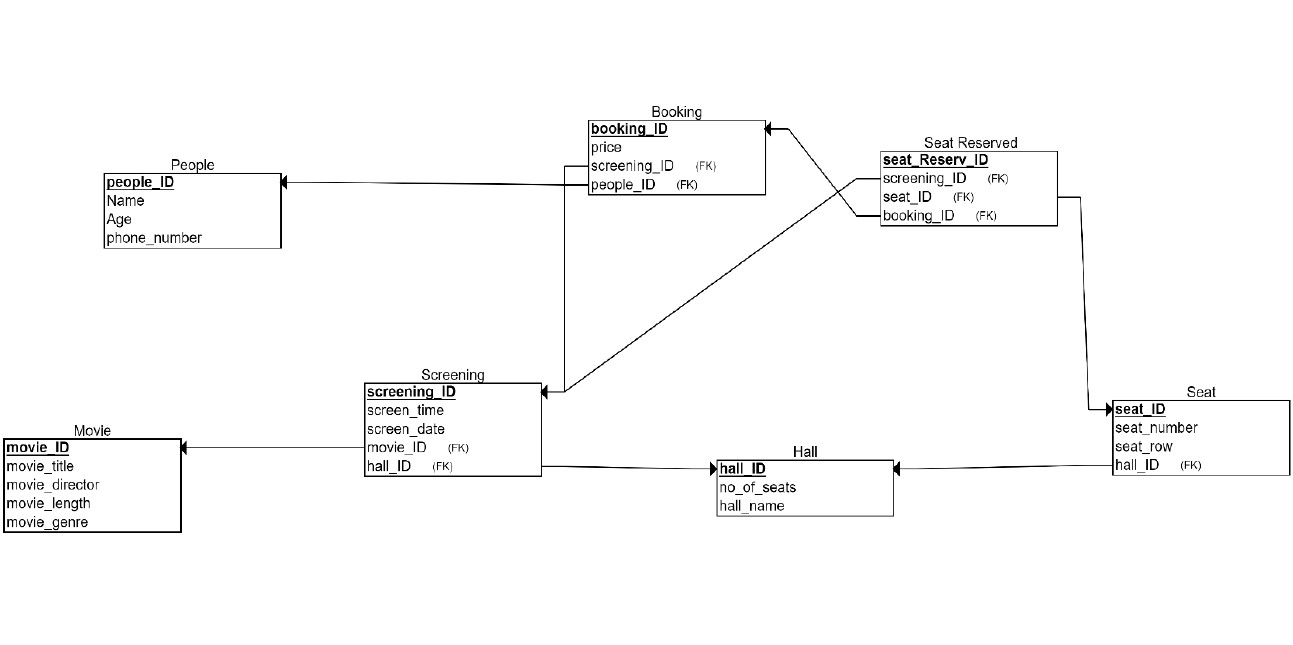 Booking
booking_ID
price
screening_ID (FK)
people_ID (FK)
Seat Reserved
seat_Reserv_ID
screening_ID (FK)
seat_ID (FK)
booking_ID (FK)
People
people_ID
Name
Age
phone_number
Screening
screening_ID
screen_time
screen_date
movie_ID (FK)
hall_ID (FK)
Seat
seat_ID
seat_number
seat_row
hall_ID (FK)
Movie
movie_ID
movie_title
movie_director
movie_length
movie_genre
Hall
hall_ID
no_of_seats
hall_name